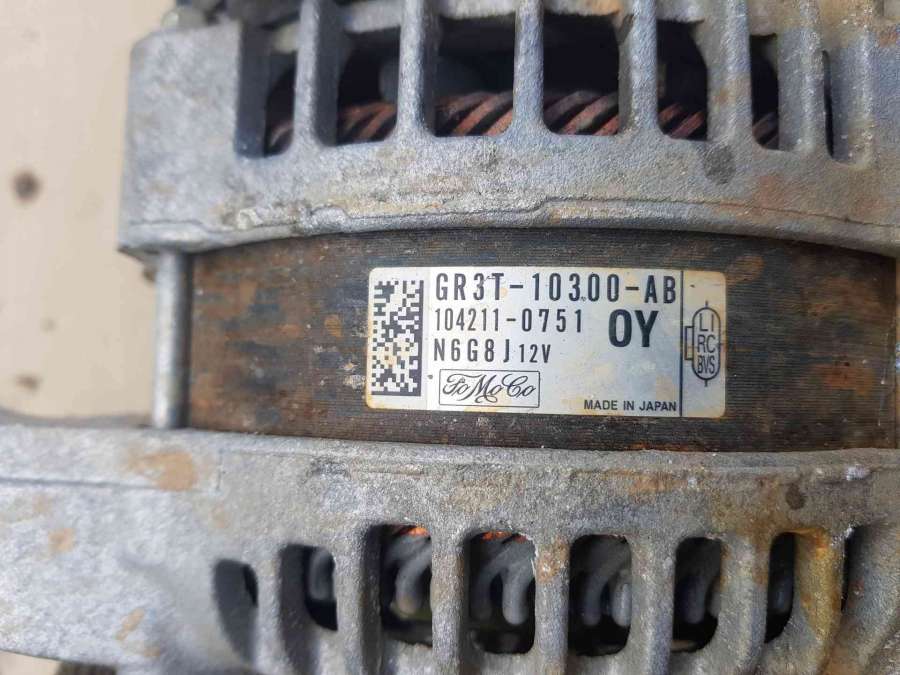 GR3T-10300-AB
104211-0751 OY
N6G8J 12V
FoMoCo
MADE IN JAPAN
LI
RC
BVS